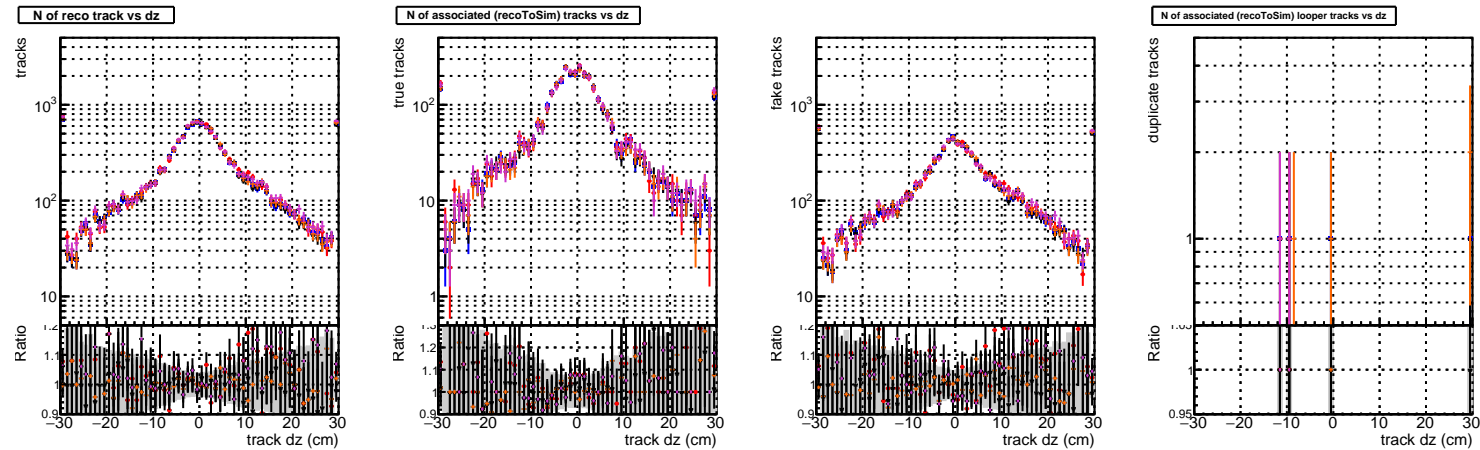 N of reco track vs dz
tracks
10³
10²
10
Ratio
1.2
1.1
1
0.9
−30 −20 −10 0 10 20 30
track dz (cm)
N of associated (recoToSim) tracks vs dz
true tracks
10²
10
1
Ratio
1.3
1.2
1.1
1
0.9
−30 −20 −10 0 10 20 30
track dz (cm)
fake tracks
10³
10²
10
Ratio
1.2
1.1
1
0.9
−30 −20 −10 0 10 20 30
track dz (cm)
N of associated (recoToSim) looper tracks vs dz
duplicate tracks
1
Ratio
1.05
1
0.95
−30 −20 −10 0 10 20 30
track dz (cm)